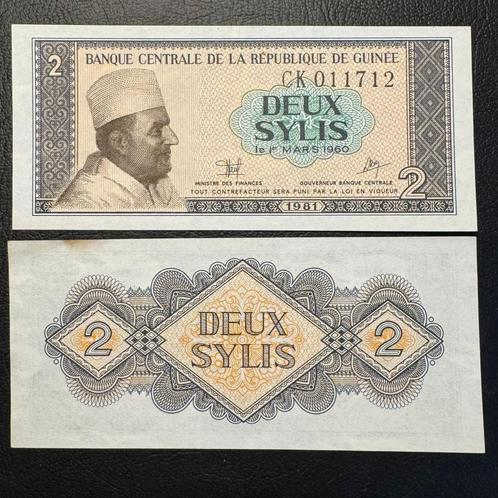 2
BANQUE CENTRALE DE LA RÉPUBLIQUE DE GUINÉE
CK 011712
DEUX
SYLIS
le 1er MARS 1960
MINISTRE DES FINANCES GOUVERNEUR BANQUE CENTRALE
TOUT CONTREFACTEUR SERA PUNI PAR LA LOI EN VIGUEUR
2
1981
2 DEUX 2
SYLIS